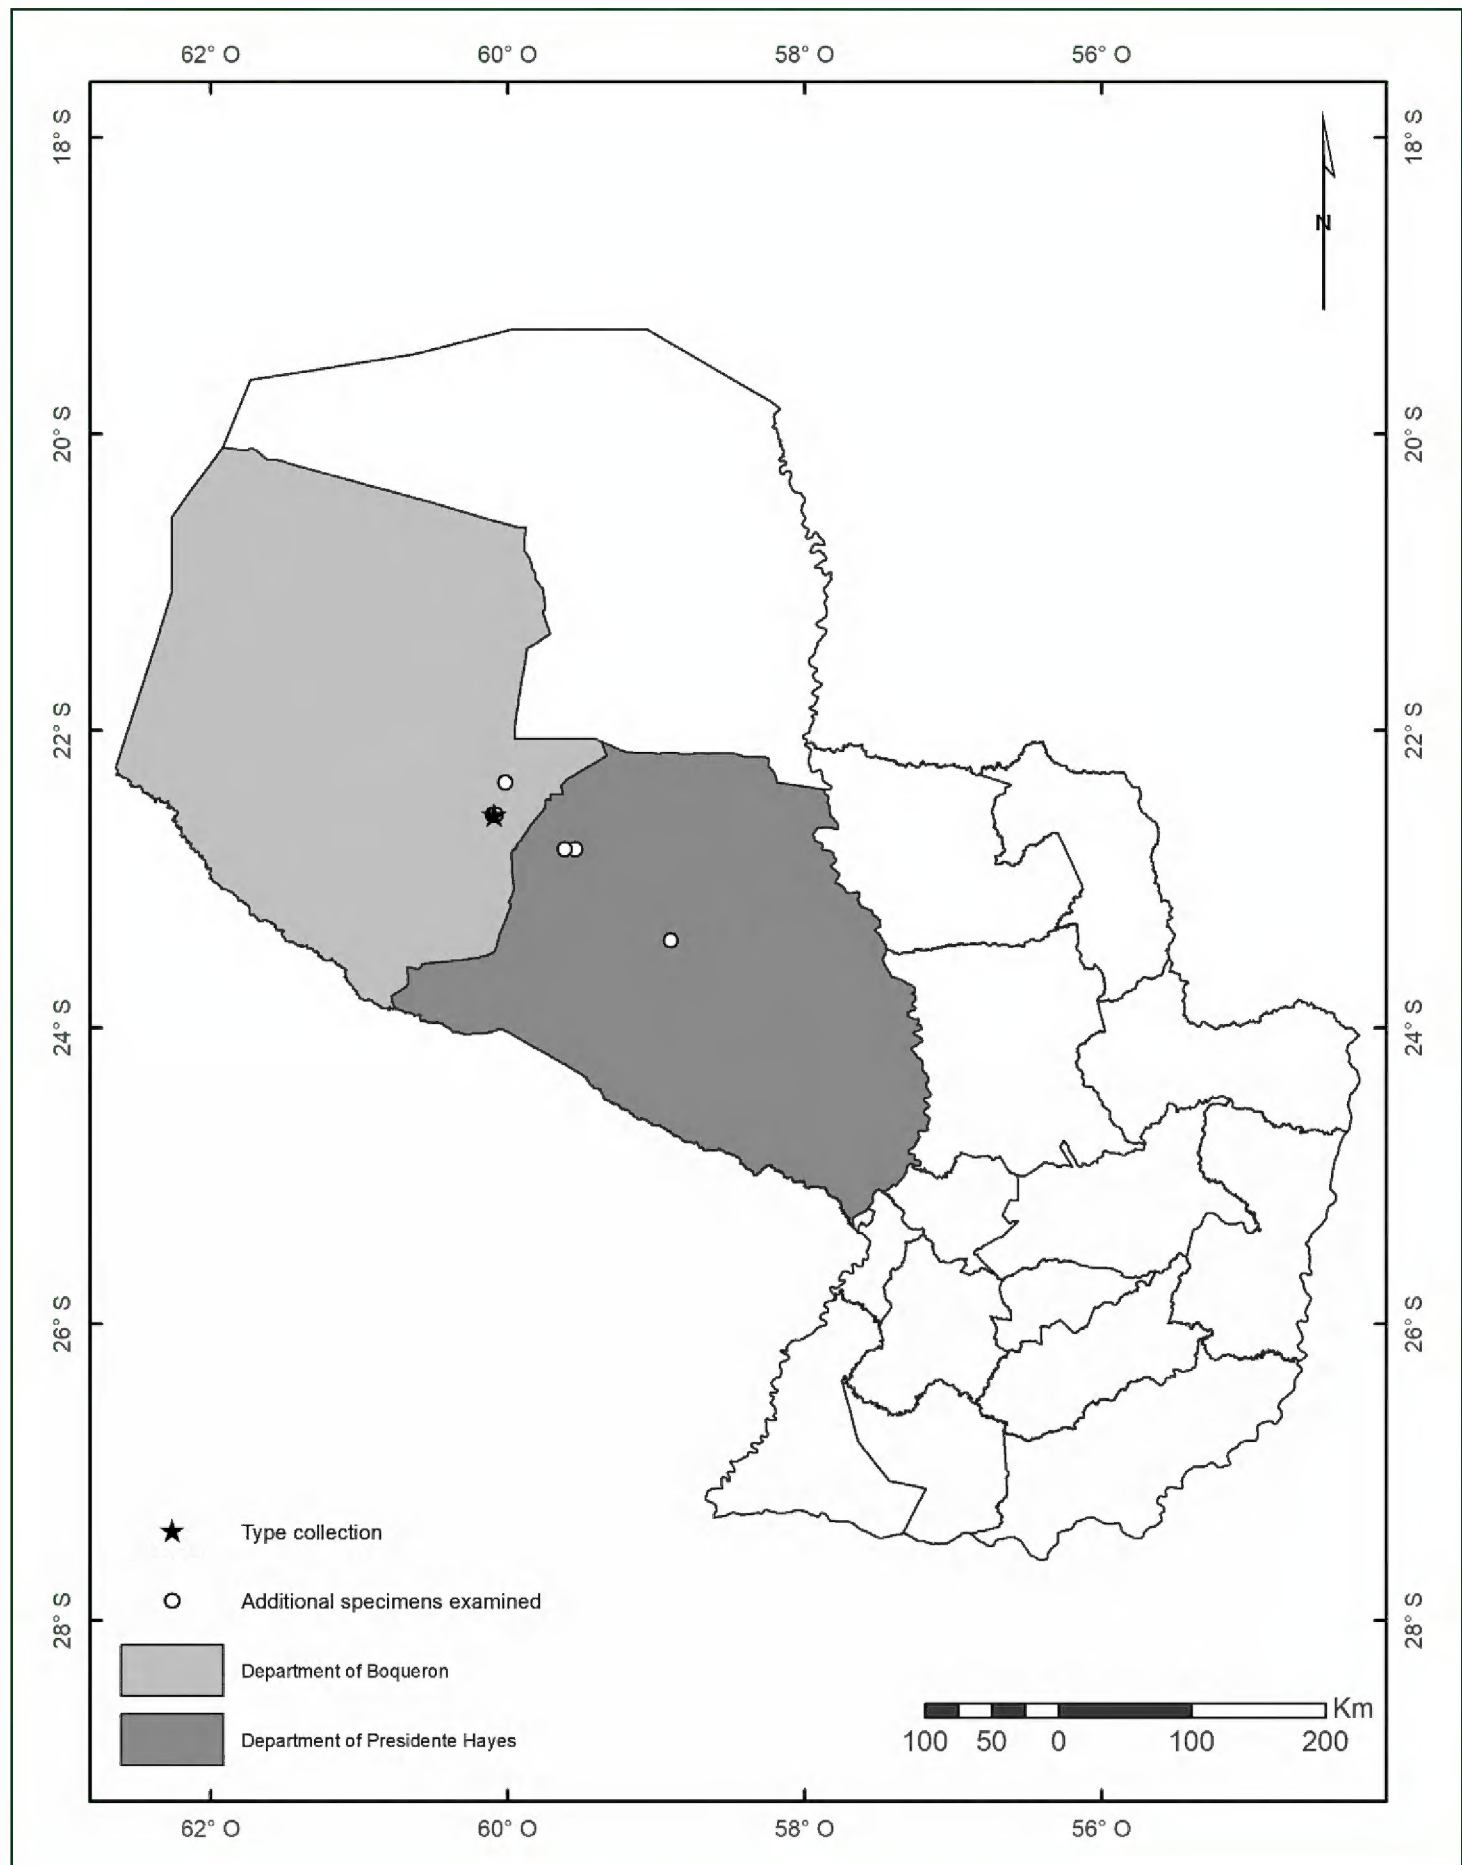 62° O 60° O 58° O 56° O
18° S 18° S
N
20° S 20° S
22° S 22° S
24° S 24° S
26° S 26° S
Type collection
Additional specimens examined
28° S 28° S
Department of Boqueron
Km
100 50 0 100 200
Department of Presidente Hayes
62° O 60° O 58° O 56° O